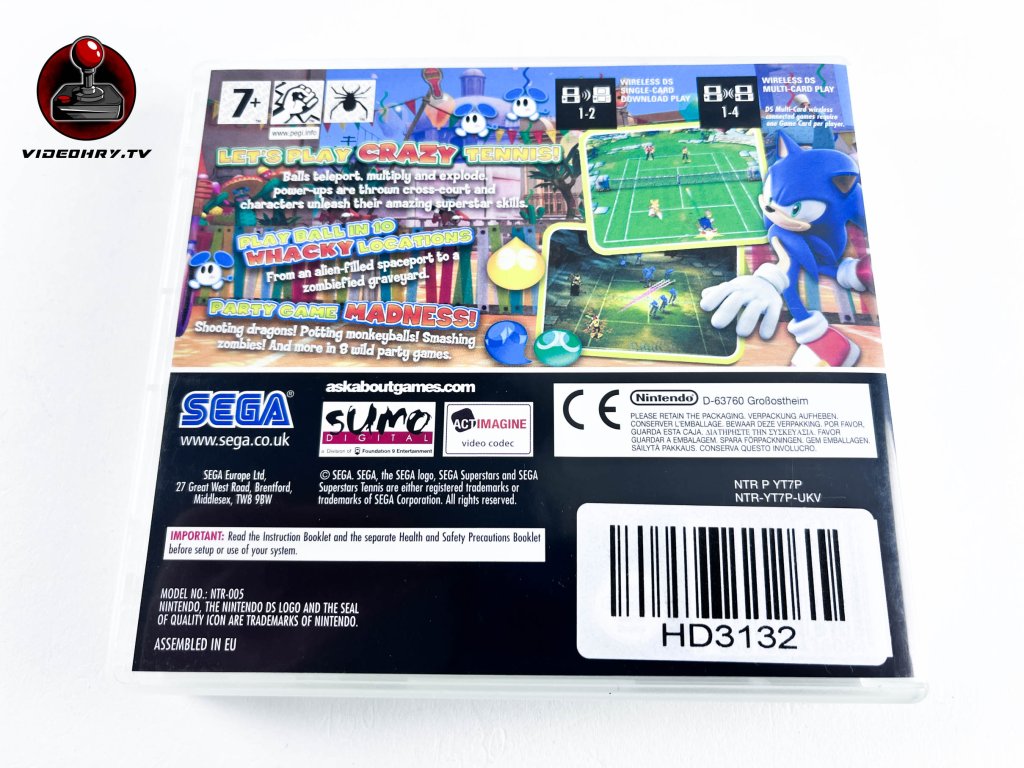 VIDEOHRY.TV
7+
www.pegi.info
1-2
WIRELESS DS
SINGLE-CARD
DOWNLOAD PLAY
1-4
WIRELESS DS
MULTI-CARD PLAY
DS Multi-Card wireless
connected games require
one Game Card per player.
LET'S PLAY CRAZY TENNIS!
Balls teleport, multiply and explode,
power-ups are thrown cross-court and
characters unleash their amazing superstar skills.
PLAY BALL IN 10
WHACKY LOCATIONS
From an alien-filled spaceport to a
zombiefied graveyard.
PARTY GAME MADNESS!
Shooting dragons! Potting monkeyballs! Smashing
zombies! And more in 8 wild party games.
SEGA®
www.sega.co.uk
askaboutgames.com
sumo
DIGITAL
a Division of Foundation 9 Entertainment
ACTIMAGINE
video codec
CE
Nintendo D-63760 Großostheim
PLEASE RETAIN THE PACKAGING. VERPACKUNG AUFHEBEN.
CONSERVER L'EMBALLAGE. BEWAAR DEZE VERPAKKING. POR FAVOR,
GUARDA ESTA CAJA. ΔΙΑΤΗΡΗΣΤΕ ΤΗΝ ΣΥΣΚΕΥΑΣΙΑ. FAVOR
GUARDAR A EMBALAGEM. SPARA FÖRPACKNINGEN. GEM EMBALLAGEN.
SÄILYTÄ PAKKAUS. CONSERVA QUESTO INVOLUCRO.
SEGA Europe Ltd,
27 Great West Road, Brentford,
Middlesex, TW8 9BW
© SEGA. SEGA, the SEGA logo, SEGA Superstars and SEGA
Superstars Tennis are either registered trademarks or
trademarks of SEGA Corporation. All rights reserved.
NTR P YT7P
NTR-YT7P-UKV
IMPORTANT: Read the Instruction Booklet and the separate Health and Safety Precautions Booklet
before setup or use of your system.
MODEL NO.: NTR-005
NINTENDO, THE NINTENDO DS LOGO AND THE SEAL
OF QUALITY ICON ARE TRADEMARKS OF NINTENDO.
ASSEMBLED IN EU
HD3132